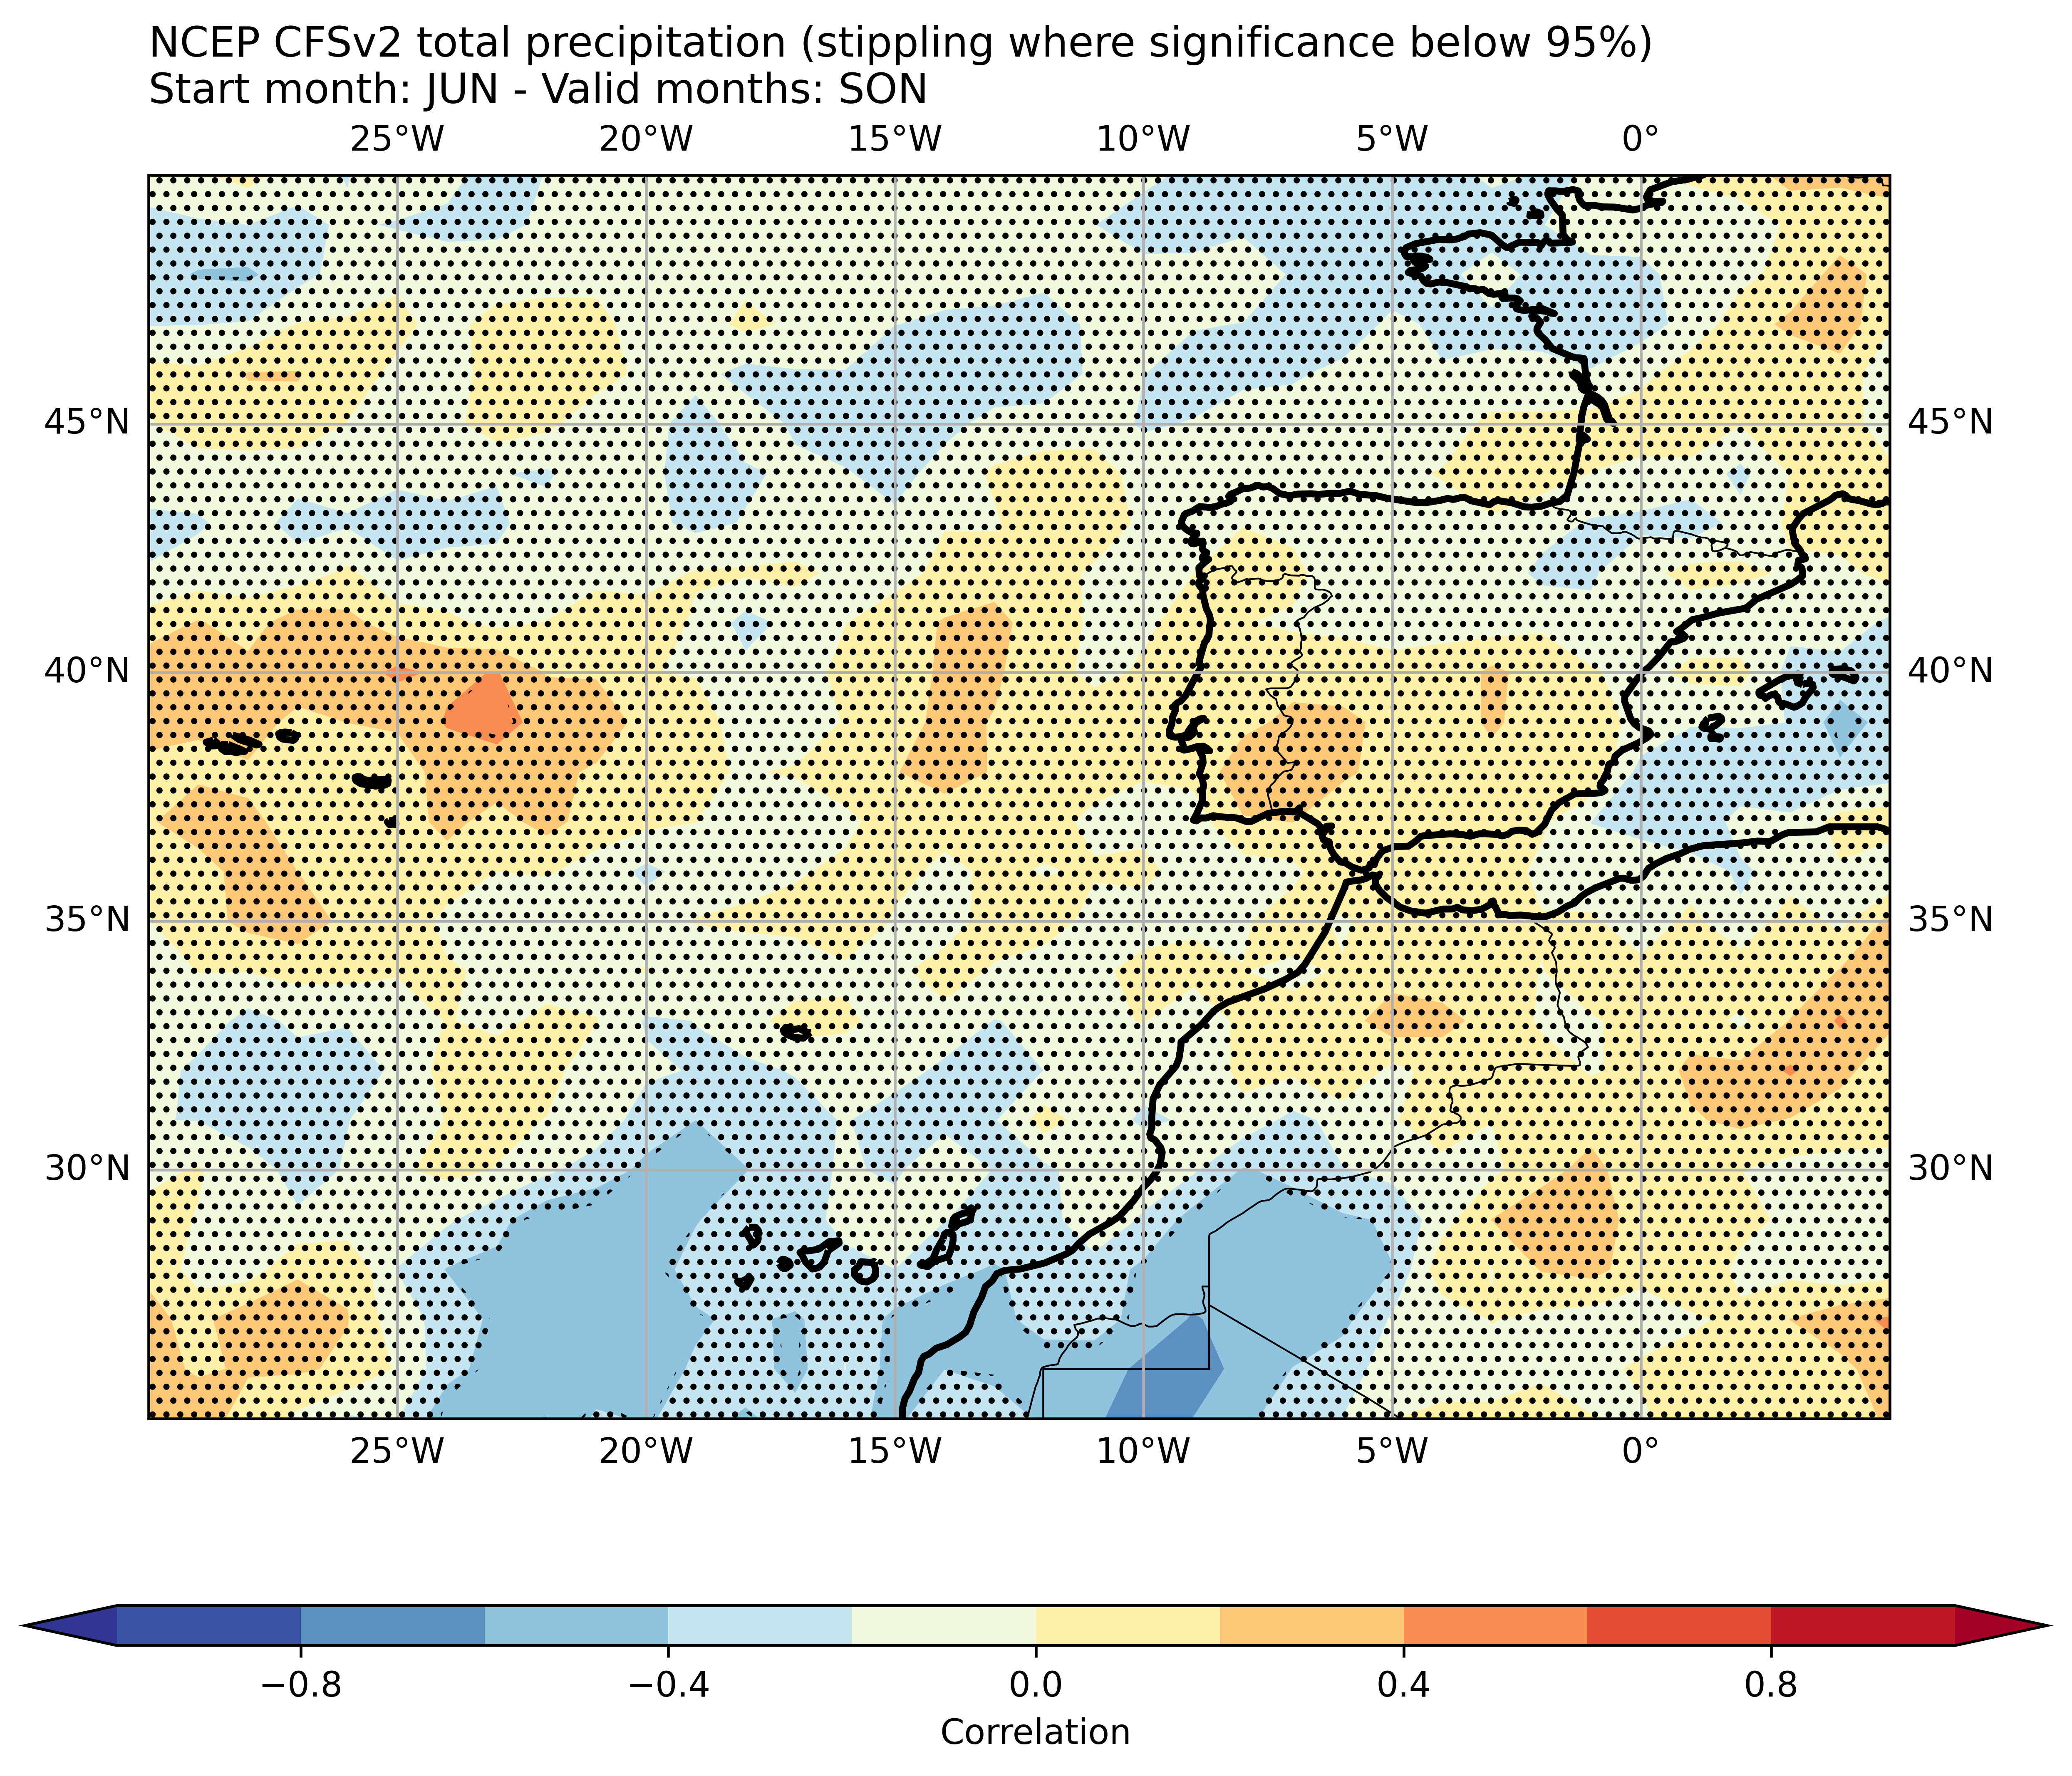 NCEP CFSv2 total precipitation (stippling where significance below 95%)
Start month: JUN - Valid months: SON
25°W 20°W 15°W 10°W 5°W 0°
45°N 45°N
40°N 40°N
35°N 35°N
30°N 30°N
25°W 20°W 15°W 10°W 5°W 0°
−0.8 −0.4 0.0 0.4 0.8
Correlation